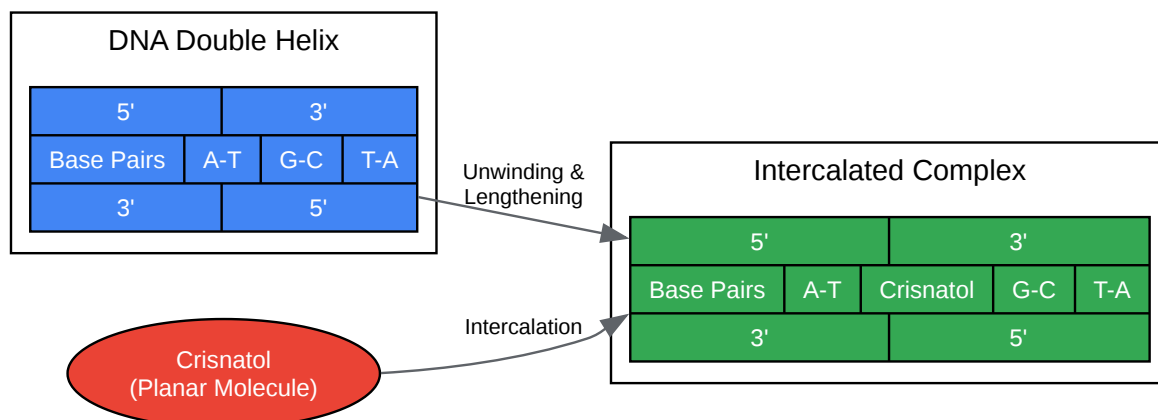 DNA Double Helix
5' 3'
Base Pairs A-T G-C T-A
3' 5'
Unwinding &
Lengthening
Intercalated Complex
5' 3'
Base Pairs A-T Crisnatol G-C T-A
3' 5'
Intercalation
Crisnatol
(Planar Molecule)